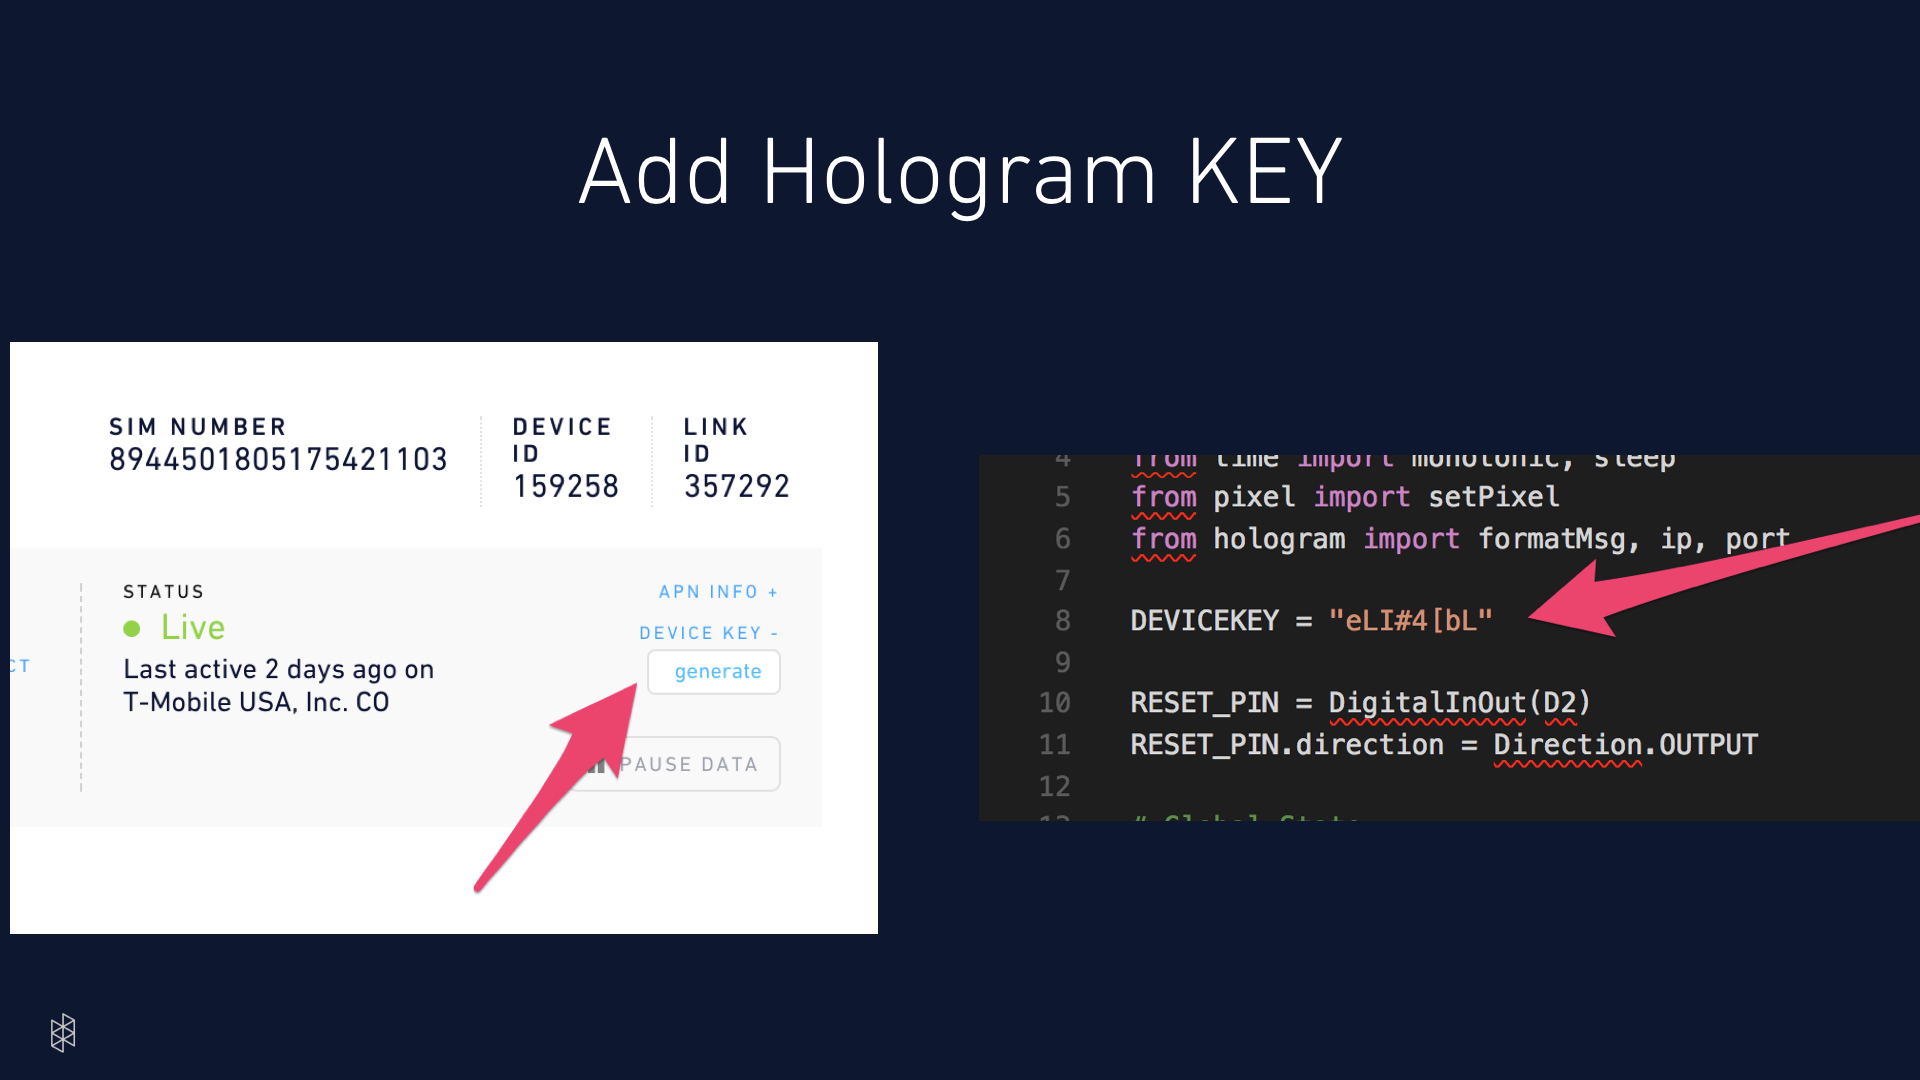 Add Hologram KEY
SIM NUMBER
8944501805175421103
DEVICE
ID
159258
LINK
ID
357292
CT
STATUS
Live
Last active 2 days ago on
T-Mobile USA, Inc. CO
APN INFO +
DEVICE KEY -
generate
PAUSE DATA
4 from time import monotonic, sleep
5 from pixel import setPixel
6 from hologram import formatMsg, ip, port
7
8 DEVICEKEY = "eLI#4[bL"
9
10 RESET_PIN = DigitalInOut(D2)
11 RESET_PIN.direction = Direction.OUTPUT
12
13 # Global State